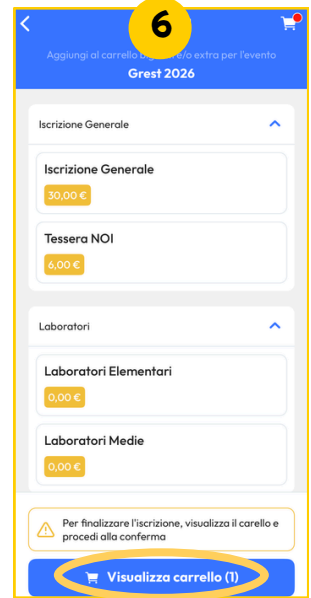 6
Aggiungi al carrello b e/o extra per l'evento
Grest 2026
Iscrizione Generale
Iscrizione Generale
30,00 €
Tessera NOI
6,00 €
Laboratori
Laboratori Elementari
0,00 €
Laboratori Medie
0,00 €
Per finalizzare l'iscrizione, visualizza il carello e
procedi alla conferma
Visualizza carrello (1)